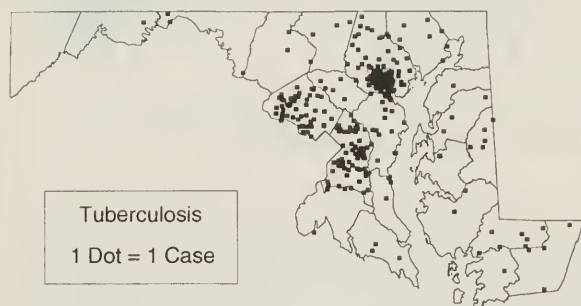 Tuberculosis
1 Dot = 1 Case